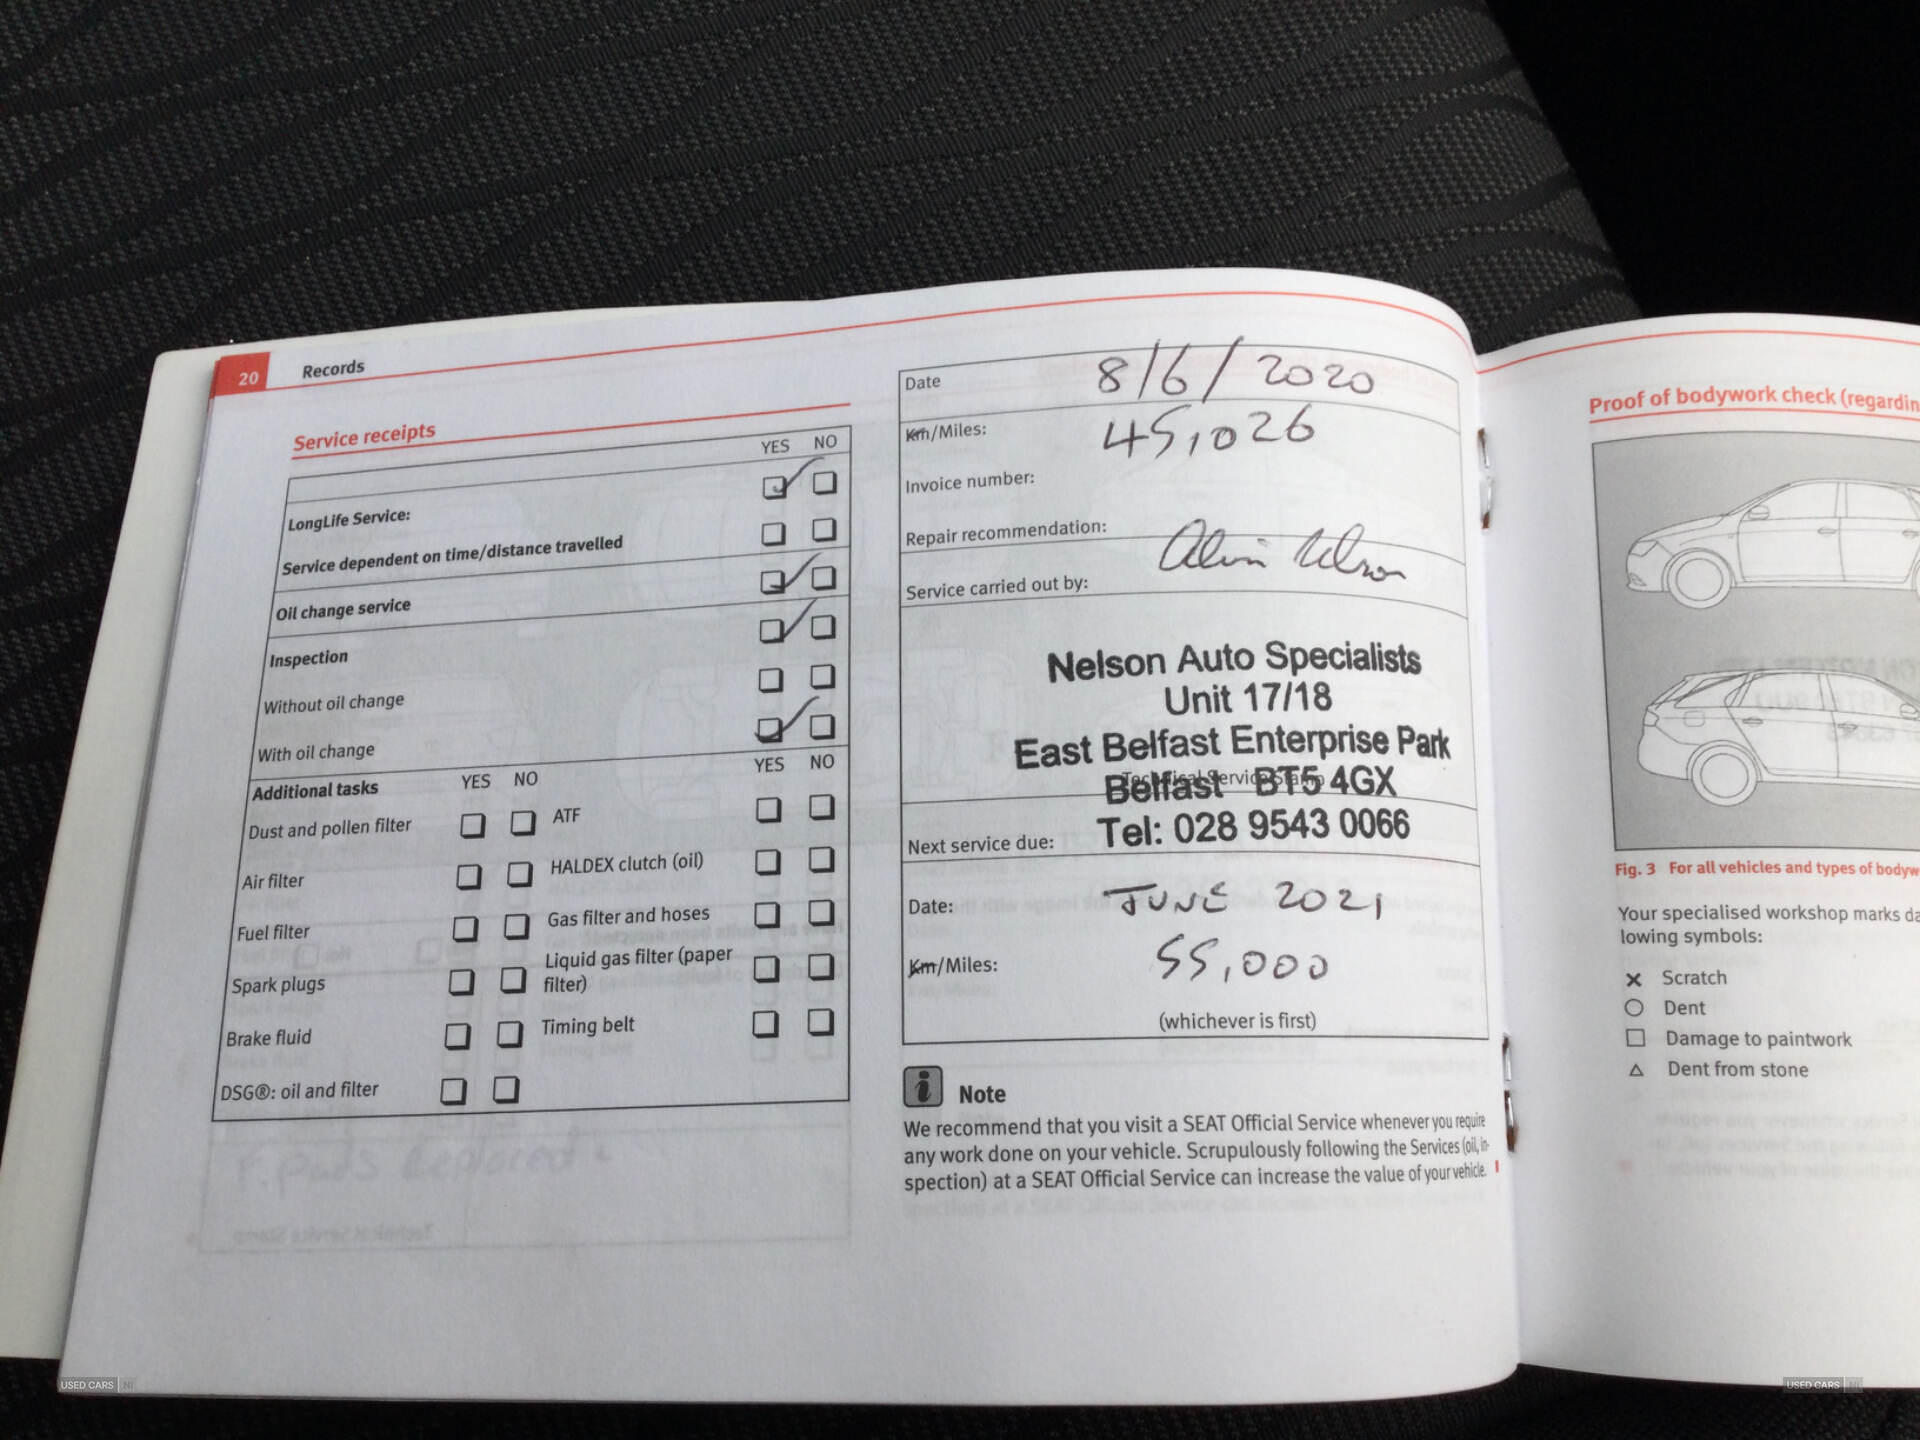 20 Records
Service receipts
YES NO
LongLife Service:
Service dependent on time/distance travelled
Oil change service
Inspection
Without oil change
With oil change
Additional tasks YES NO YES NO
Dust and pollen filter
ATF
Air filter
HALDEX clutch (oil)
Fuel filter
Gas filter and hoses
Spark plugs
Liquid gas filter (paper
filter)
Brake fluid
Timing belt
DSG®: oil and filter
F. pads Replaced
Date 8/6/2020
Km/Miles: 45,026
Invoice number:
Repair recommendation:
Service carried out by:
Nelson Auto Specialists
Unit 17/18
East Belfast Enterprise Park
Technical Service Stamp
Belfast BT5 4GX
Tel: 028 9543 0066
Next service due:
Date: JUNE 2021
Km/Miles: 55,000
(whichever is first)
i Note
We recommend that you visit a SEAT Official Service whenever you require
any work done on your vehicle. Scrupulously following the Services (oil, in-
spection) at a SEAT Official Service can increase the value of your vehicle.
Proof of bodywork check (regardin
Fig. 3 For all vehicles and types of bodyw
Your specialised workshop marks da
lowing symbols:
Scratch
Dent
Damage to paintwork
Dent from stone
USED CARS NI
USED CARS NI